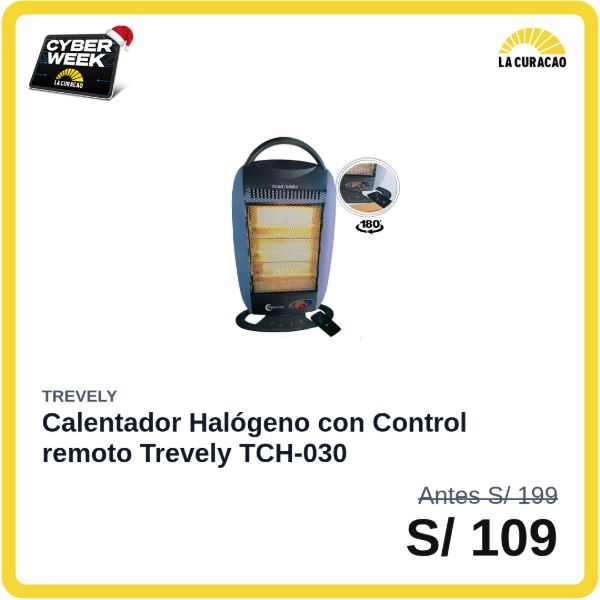 CYBER
WEEK
LA CURACAO
LA CURACAO
180°
TREVELY
Calentador Halógeno con Control
remoto Trevely TCH-030
Antes S/ 199
S/ 109